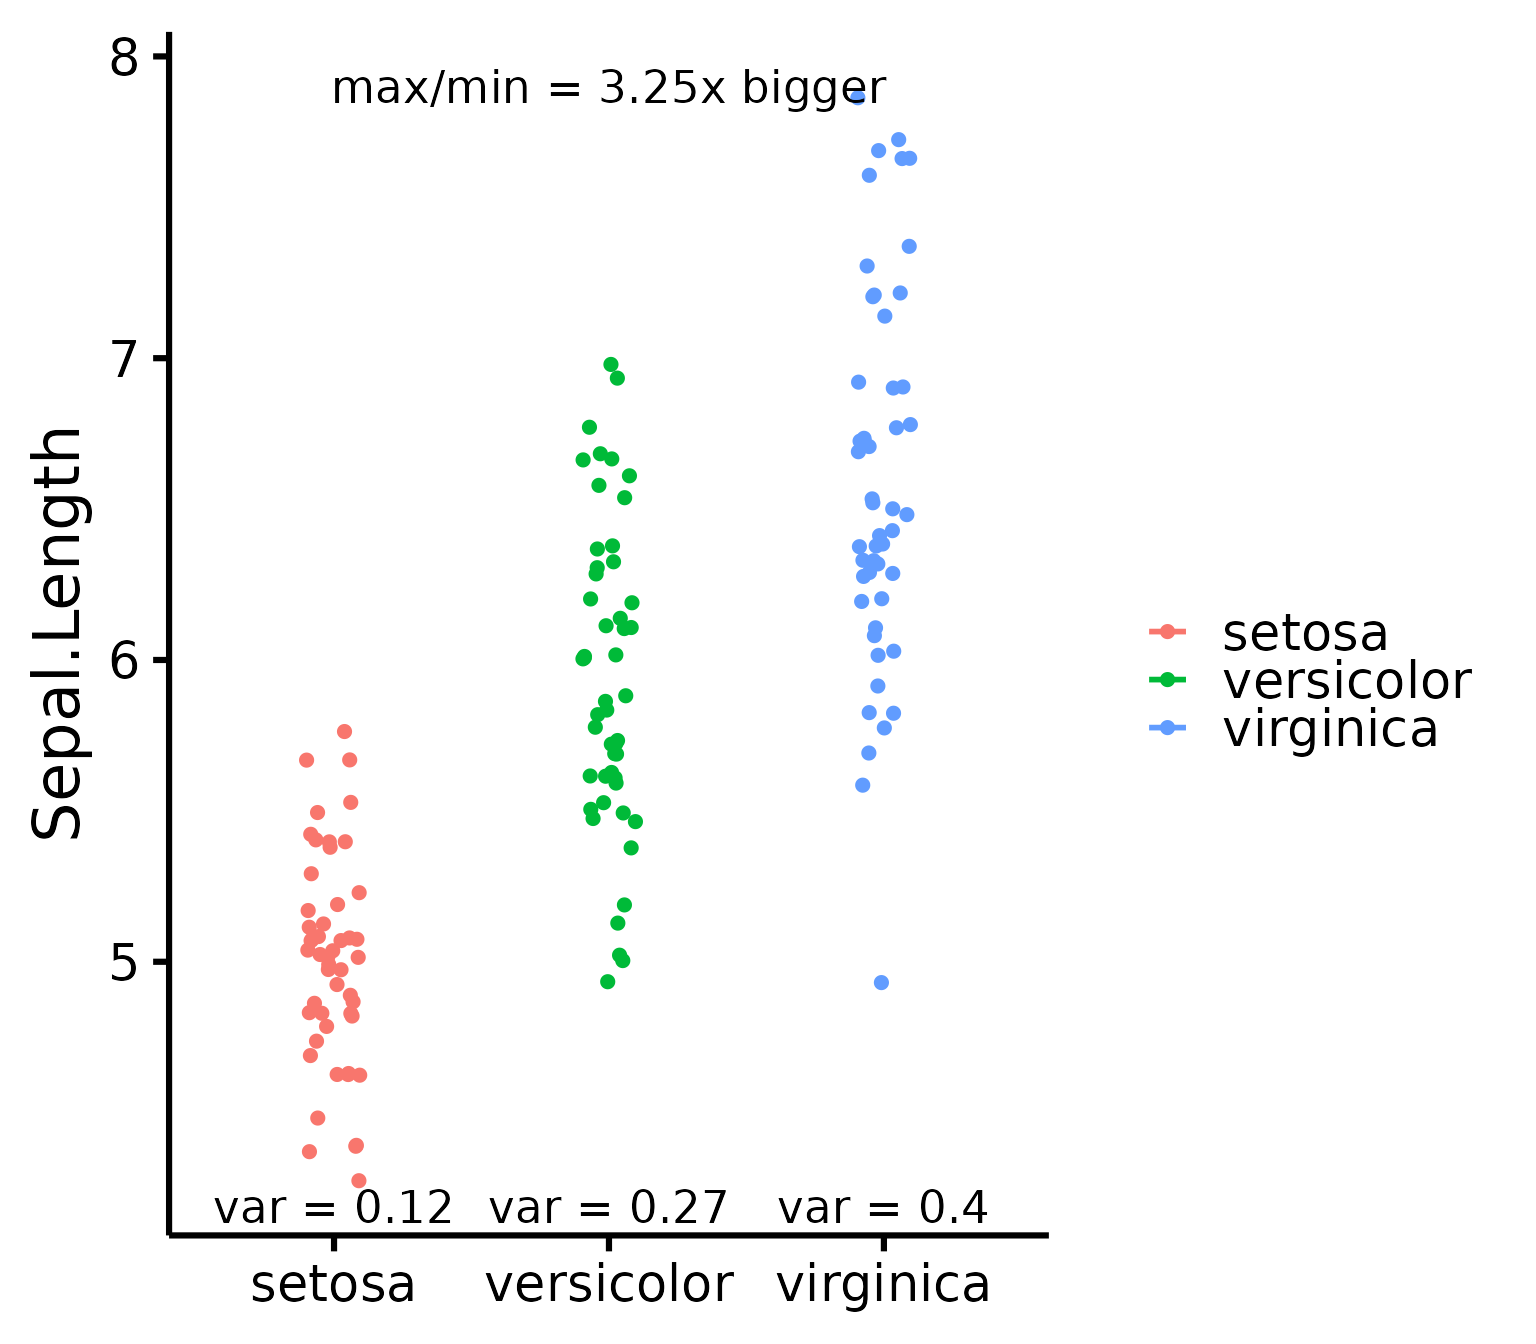 max/min = 3.25x bigger
8
7
6
5
Sepal.Length
var = 0.12 var = 0.27 var = 0.4
setosa versicolor virginica
setosa
versicolor
virginica